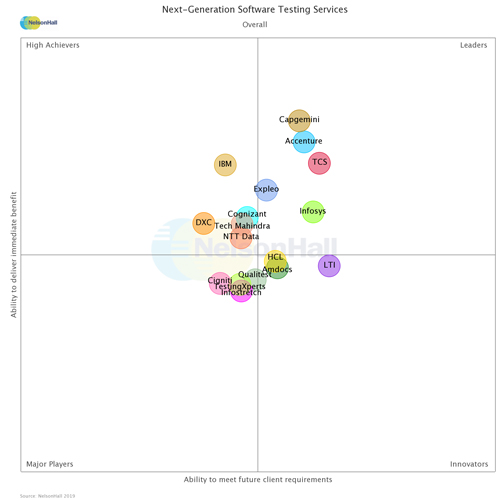 Next-Generation Software Testing Services
Overall
NelsonHall
High Achievers
Leaders
Capgemini
Accenture
TCS
IBM
Expleo
Infosys
Cognizant
DXC
Tech Mahindra
NTT Data
NelsonHall
HCL
LTI
Amdocs
Qualitest
Cigniti
TestingXperts
Infostretch
Ability to deliver immediate benefit
Major Players
Innovators
Ability to meet future client requirements
Source: NelsonHall 2019